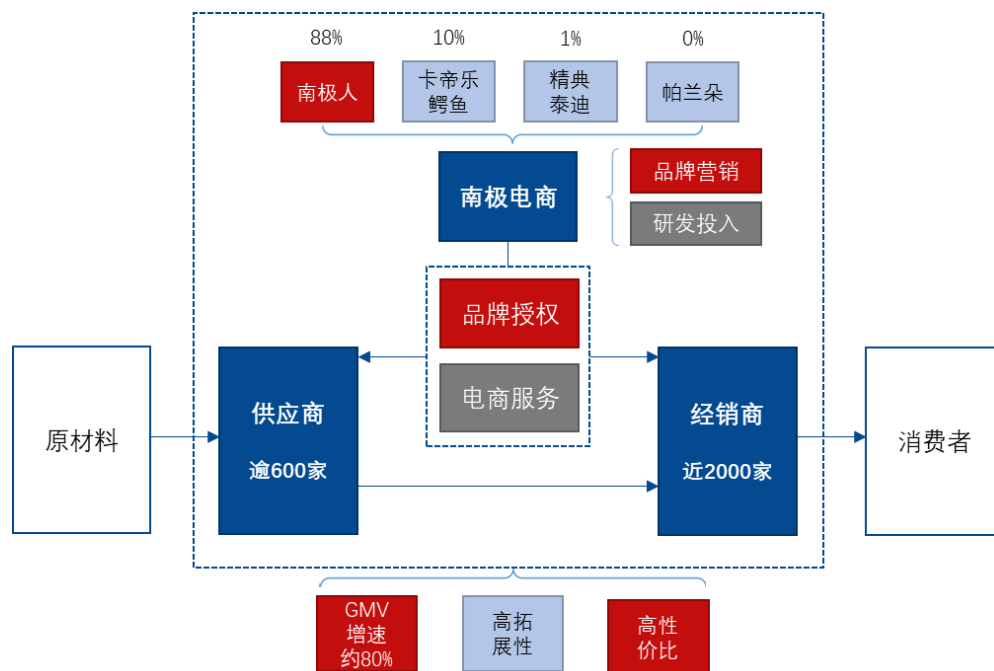 88%
10%
1%
0%
南极人
卡帝乐
鳄鱼
精典
泰迪
帕兰朵
南极电商
品牌营销
研发投入
品牌授权
电商服务
原材料
供应商
逾600家
经销商
近2000家
消费者
GMV
增速
约80%
高拓
展性
高性
价比